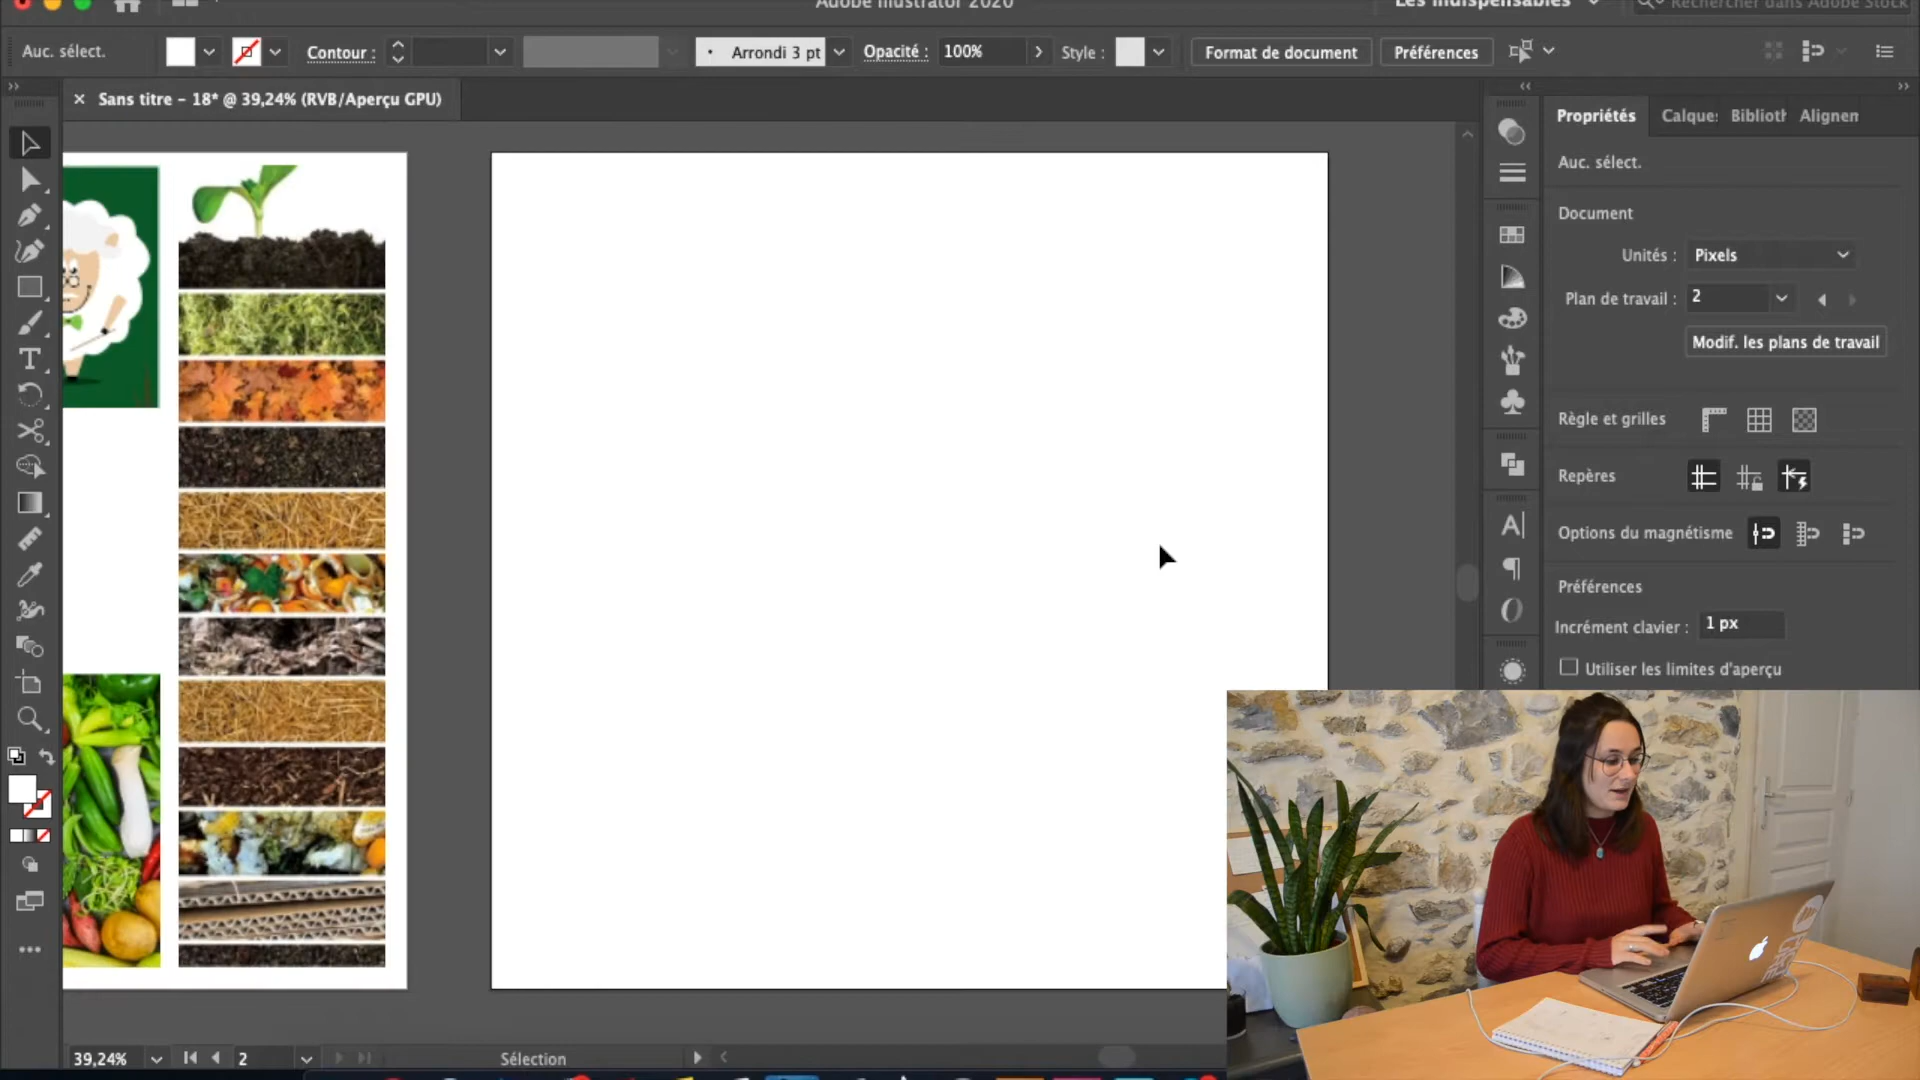 Adobe Illustrator 2020
Les indispensables
Rechercher dans Adobe Stock
Auc. sélect.
Contour :
Arrondi 3 pt
Opacité :
100%
Style :
Format de document
Préférences
× Sans titre - 18* @ 39,24% (RVB/Aperçu GPU)
Propriétés
Calque:
Alignem
Auc. sélect.
Document
Unités :
Pixels
Plan de travail :
2
Modif. les plans de travail
Règle et grilles
Repères
Options du magnétisme
Préférences
Incrément clavier :
1 px
Utiliser les limites d'aperçu
39,24%
2
Sélection